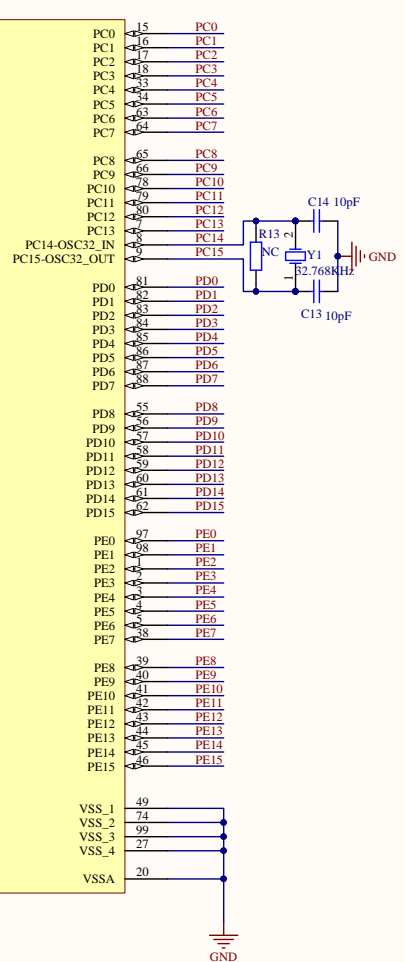 PC0 15 PC0
PC1 16 PC1
PC2 17 PC2
PC3 18 PC3
PC4 33 PC4
PC5 34 PC5
PC6 63 PC6
PC7 64 PC7
PC8 65 PC8
PC9 66 PC9
PC10 78 PC10
PC11 79 PC11
PC12 80 PC12
PC13 7 PC13
PC14-OSC32_IN 8 PC14
PC15-OSC32_OUT 9 PC15
C14 10pF
R13 2
NC Y1
GND
1 32.768KHz
C13 10pF
PD0 81 PD0
PD1 82 PD1
PD2 83 PD2
PD3 84 PD3
PD4 85 PD4
PD5 86 PD5
PD6 87 PD6
PD7 88 PD7
PD8 55 PD8
PD9 56 PD9
PD10 57 PD10
PD11 58 PD11
PD12 59 PD12
PD13 60 PD13
PD14 61 PD14
PD15 62 PD15
PE0 97 PE0
PE1 98 PE1
PE2 1 PE2
PE3 2 PE3
PE4 3 PE4
PE5 4 PE5
PE6 5 PE6
PE7 38 PE7
PE8 39 PE8
PE9 40 PE9
PE10 41 PE10
PE11 42 PE11
PE12 43 PE12
PE13 44 PE13
PE14 45 PE14
PE15 46 PE15
VSS_1 49
VSS_2 74
VSS_3 99
VSS_4 27
VSSA 20
GND